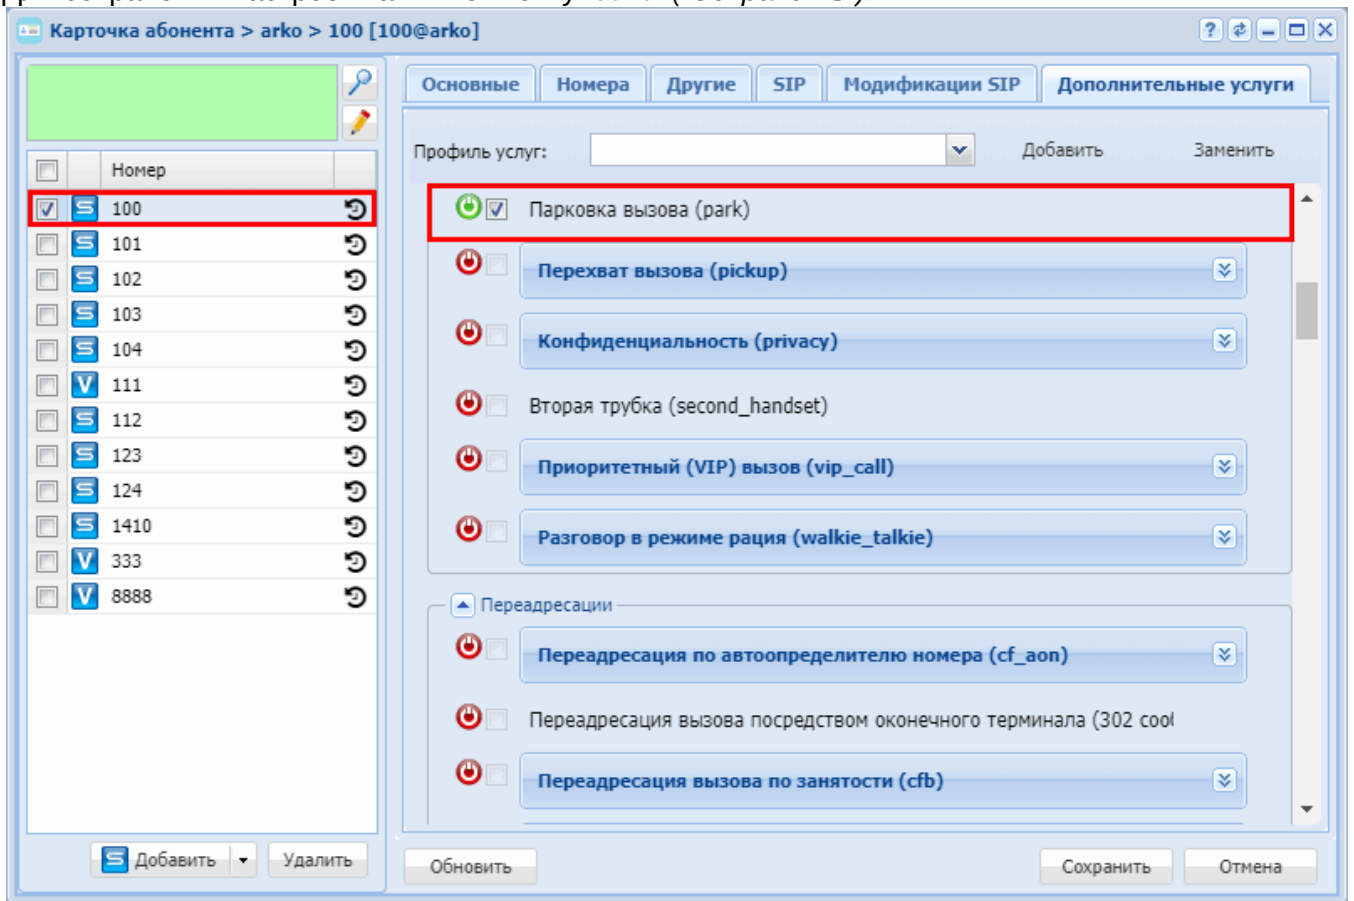 Карточка абонента > arko > 100 [100@arko]
Номер
100
101
102
103
104
111
112
123
124
1410
333
8888
Добавить
Удалить
Основные
Номера
Другие
SIP
Модификации SIP
Дополнительные услуги
Профиль услуг:
Добавить
Заменить
Парковка вызова (park)
Перехват вызова (pickup)
Конфиденциальность (privacy)
Вторая трубка (second_handset)
Приоритетный (VIP) вызов (vip_call)
Разговор в режиме рация (walkie_talkie)
Переадресации
Переадресация по автоопределителю номера (cf_aon)
Переадресация вызова посредством оконечного терминала (302
Переадресация вызова по занятости (cfb)
Обновить
Сохранить
Отмена